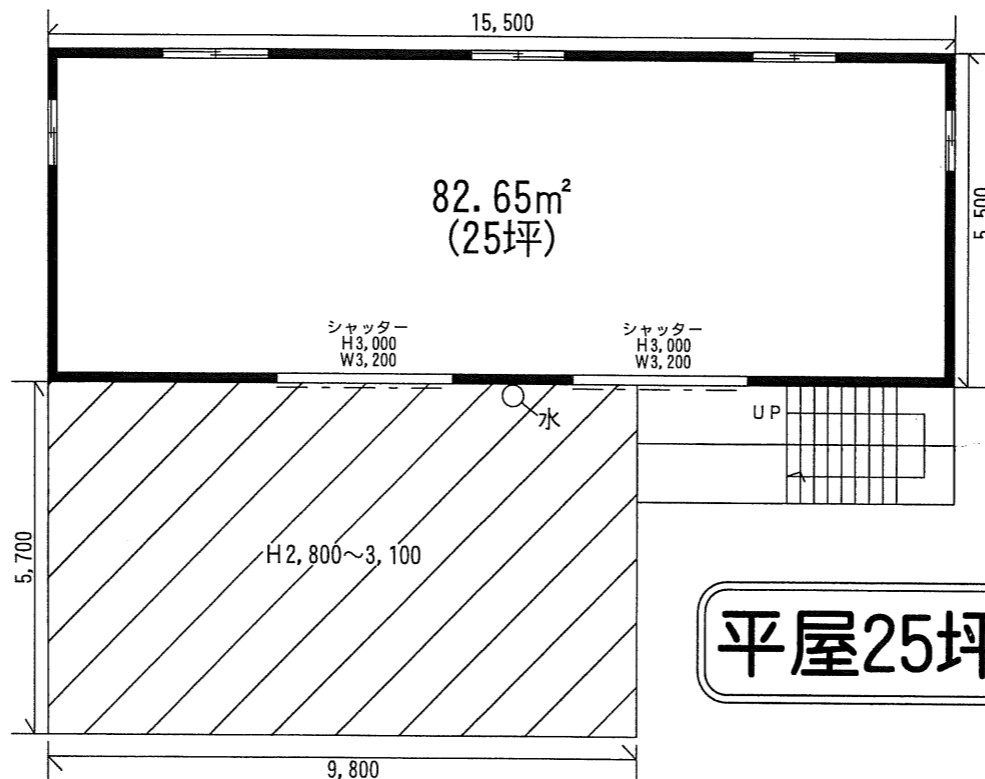 15,500
82.65㎡
(25坪)
5,500
シャッター
H3,000
W3,200
シャッター
H3,000
W3,200
水
UP
5,700
H2,800～3,100
平屋25坪
9,800